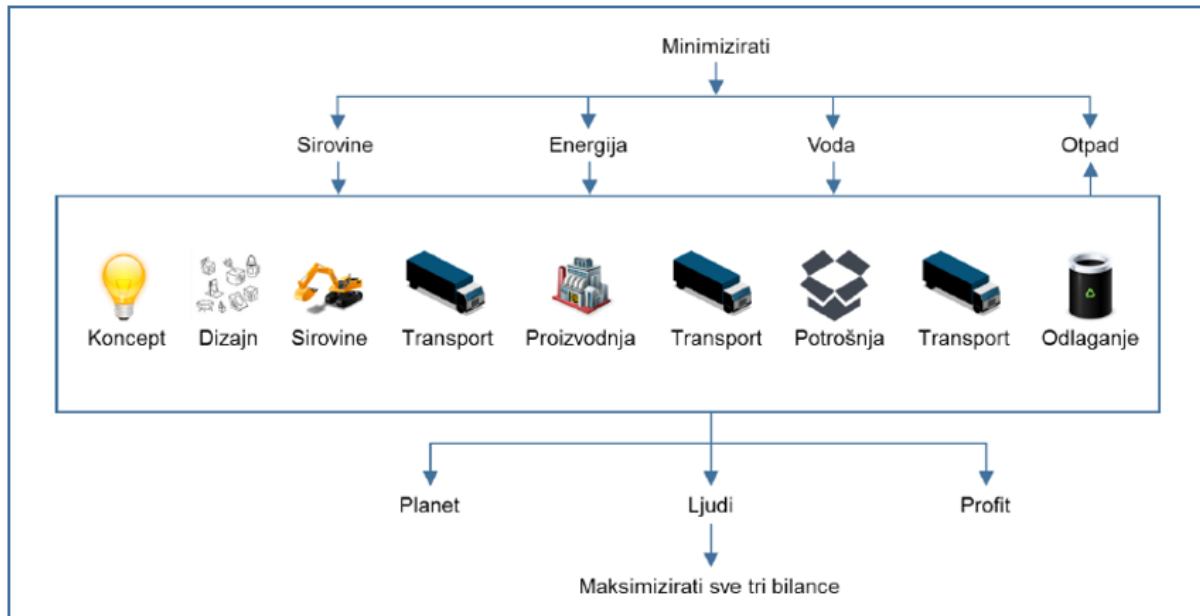 Minimizirati
Sirovine Energija Voda Otpad
Koncept Dizajn Sirovine Transport Proizvodnja Transport Potrošnja Transport Odlaganje
Planet Ljudi Profit
Maksimizirati sve tri bilance